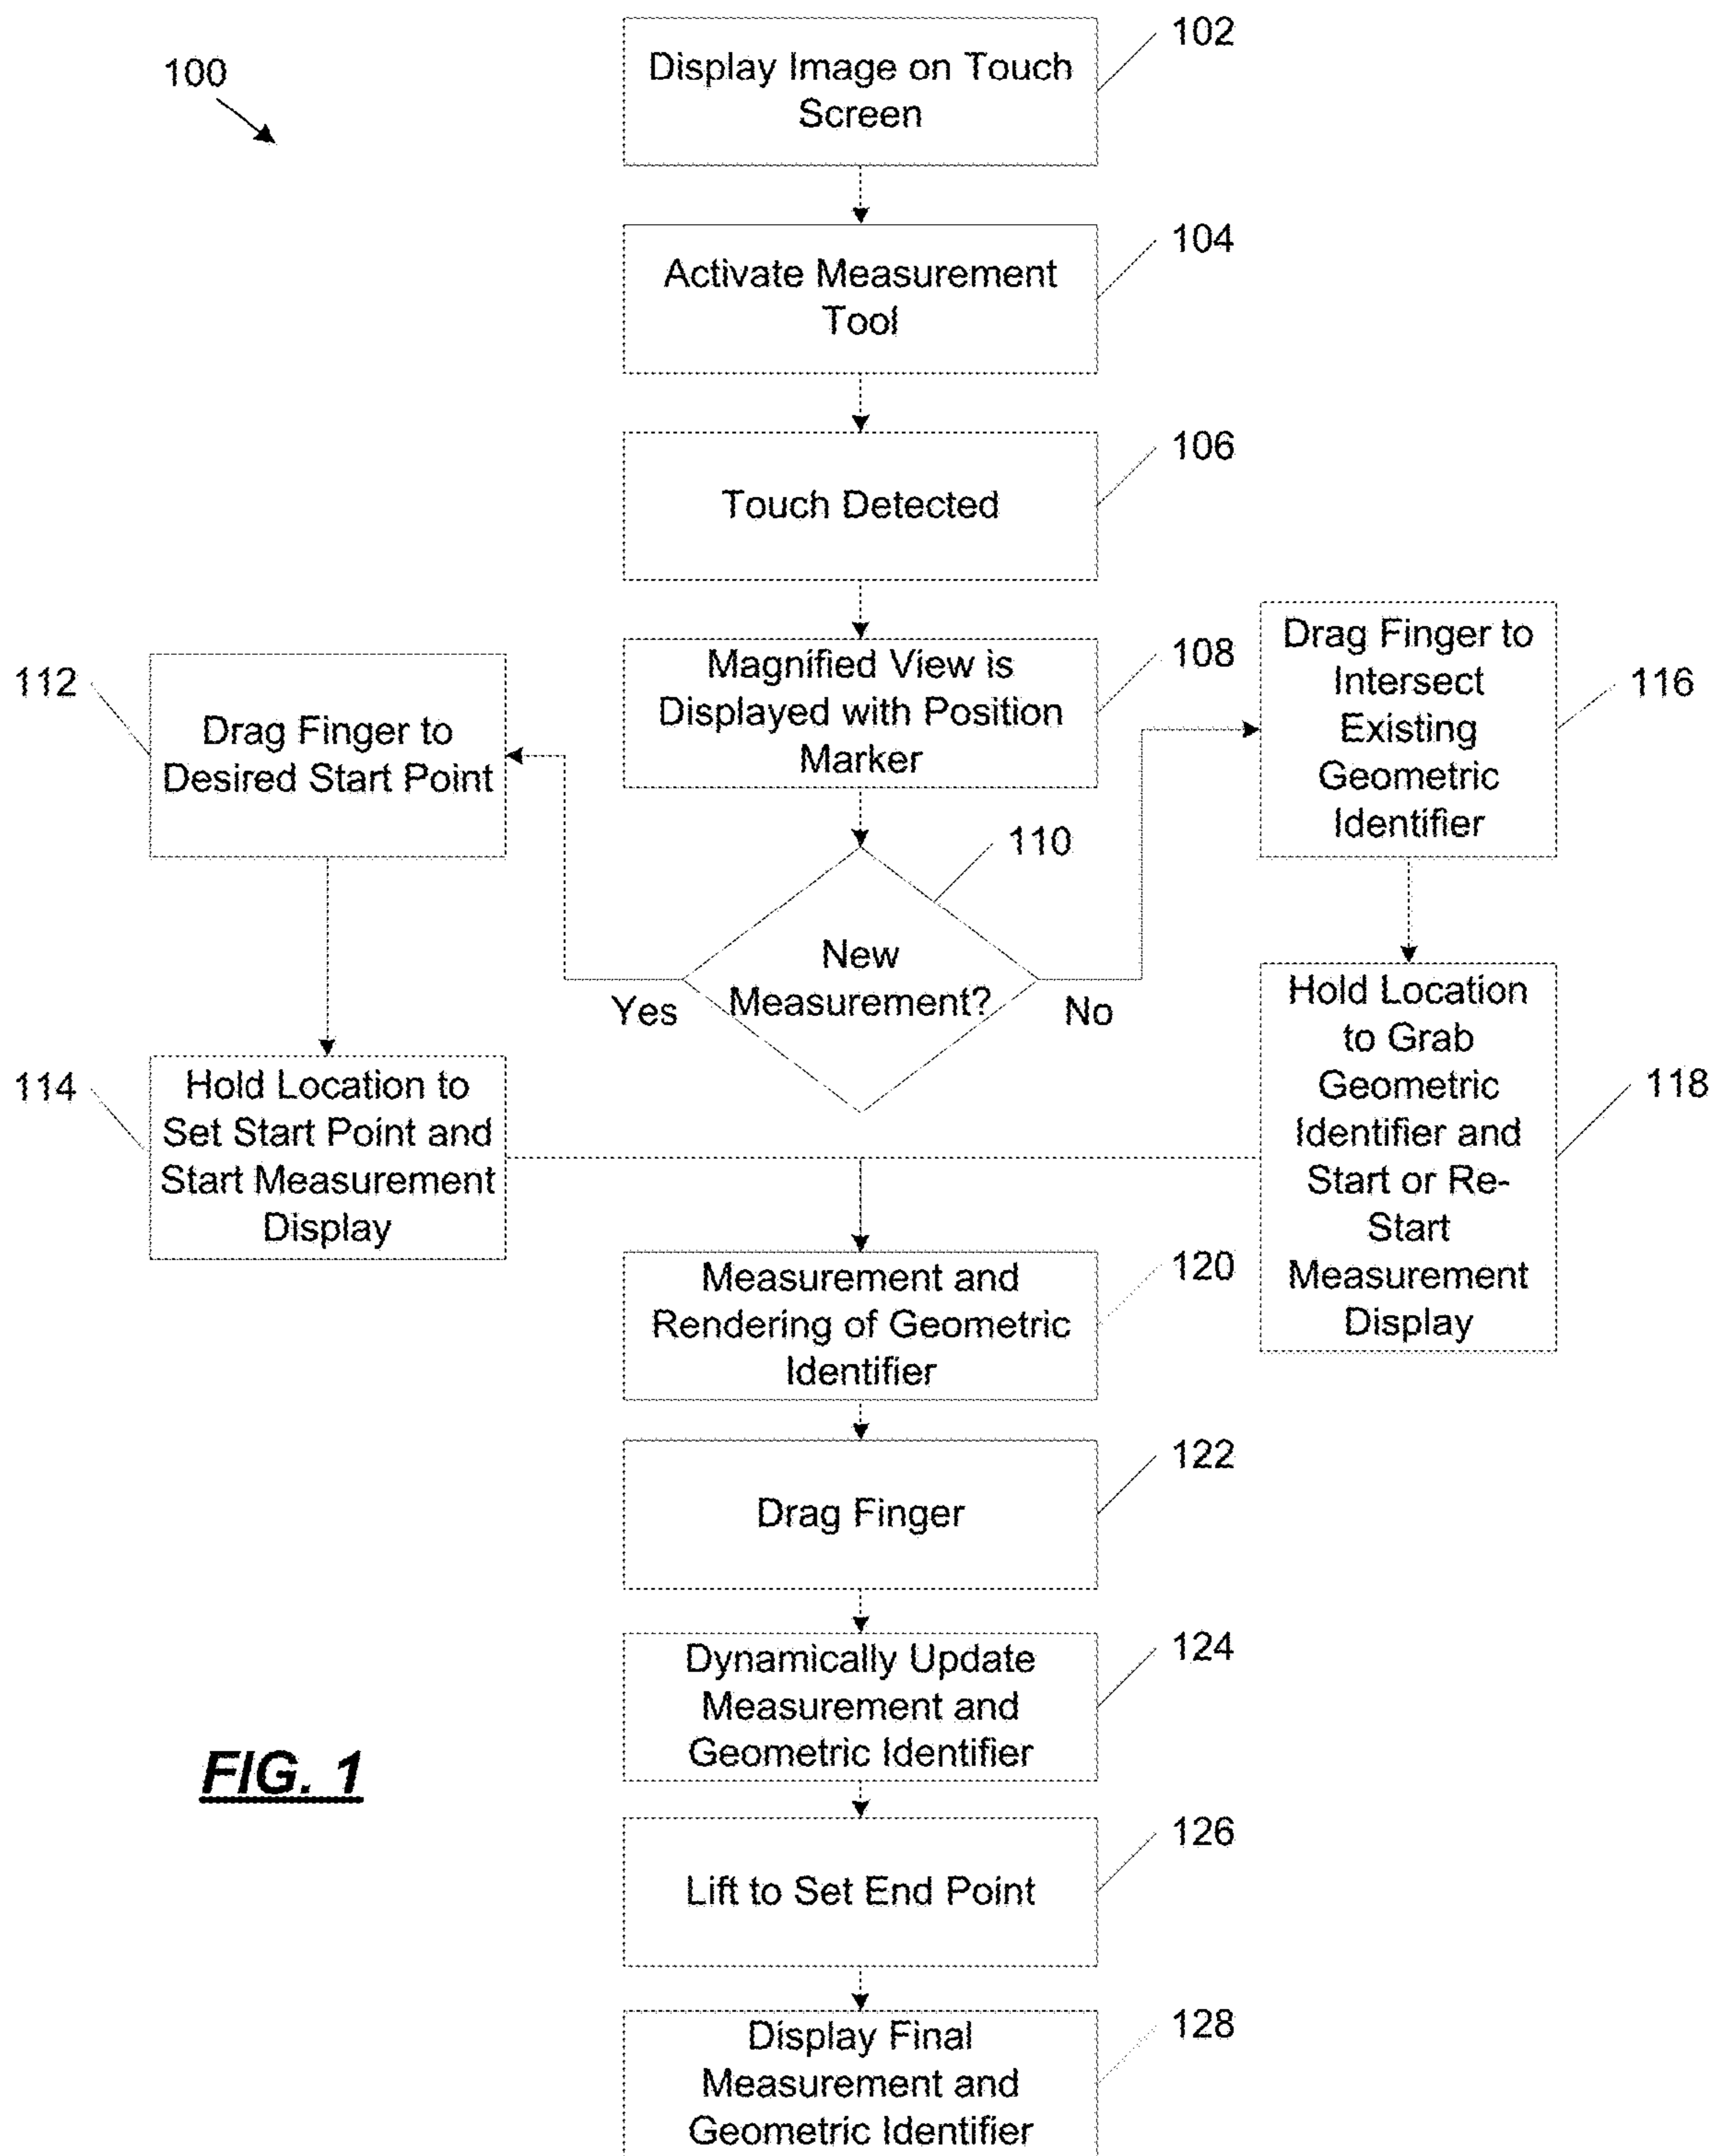 100
Display Image on Touch
Screen
102
Activate Measurement
Tool
104
Touch Detected
106
Magnified View is
Displayed with Position
Marker
108
New
Measurement?
110
Yes
No
112
Drag Finger to
Desired Start Point
114
Hold Location to
Set Start Point and
Start Measurement
Display
Drag Finger to
Intersect
Existing
Geometric
Identifier
116
Hold Location
to Grab
Geometric
Identifier and
Start or Re-
Start
Measurement
Display
118
Measurement and
Rendering of Geometric
Identifier
120
Drag Finger
122
Dynamically Update
Measurement and
Geometric Identifier
124
Lift to Set End Point
126
Display Final
Measurement and
Geometric Identifier
128
FIG. 1